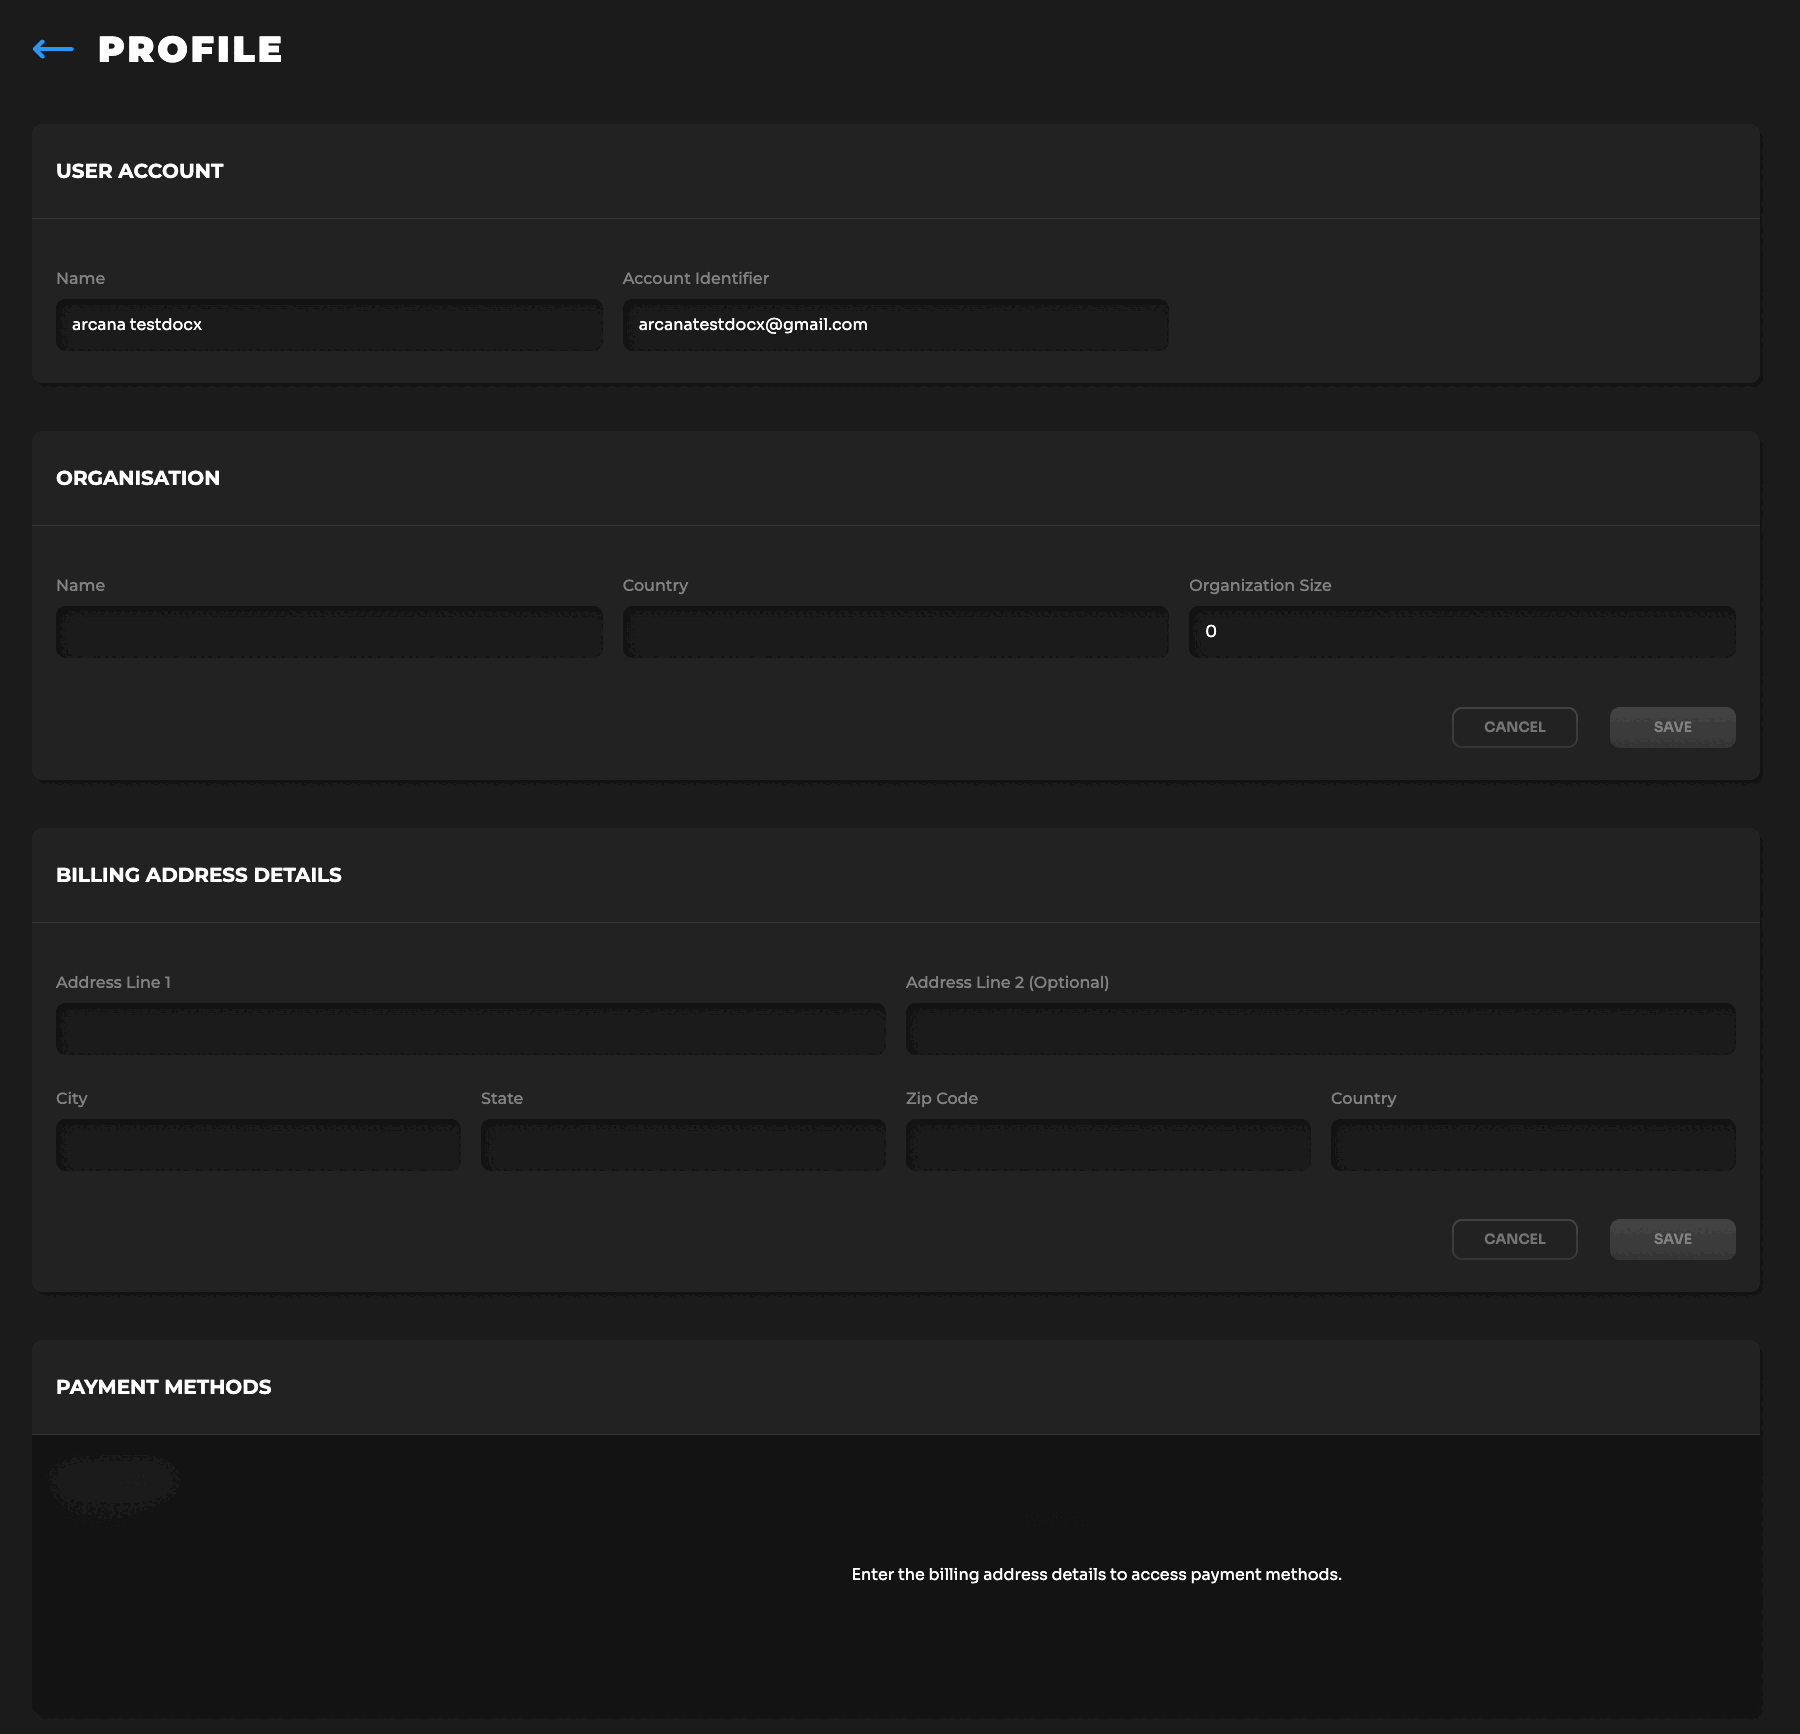 PROFILE
USER ACCOUNT
Name
Account Identifier
arcana testdocx
arcanatestdocx@gmail.com
ORGANISATION
Name
Country
Organization Size
0
CANCEL
SAVE
BILLING ADDRESS DETAILS
Address Line 1
Address Line 2 (Optional)
City
State
Zip Code
Country
CANCEL
SAVE
PAYMENT METHODS
Enter the billing address details to access payment methods.